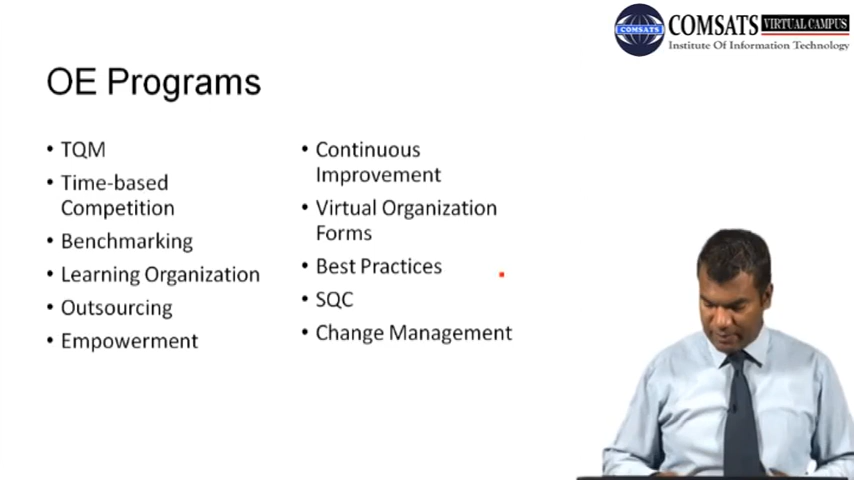 COMSATS VIRTUAL CAMPUS
COMSATS
Institute Of Information Technology
OE Programs
• TQM
• Time-based
Competition
• Benchmarking
• Learning Organization
• Outsourcing
• Empowerment
• Continuous
Improvement
• Virtual Organization
Forms
• Best Practices
• SQC
• Change Management